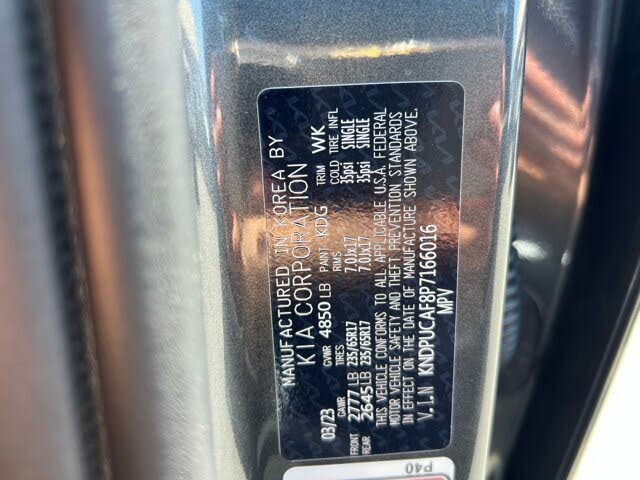 MANUFACTURED IN KOREA BY
KIA CORPORATION
03/23 GVWR 4850 LB PAINT KDG TRIM WK
GAWR TIRES RIMS COLD TIRE INFL
FRONT 2777 LB 235/65R17 7.0Jx17 35psi SINGLE
REAR 2645 LB 235/65R17 7.0Jx17 35psi SINGLE
THIS VEHICLE CONFORMS TO ALL APPLICABLE U.S.A. FEDERAL
MOTOR VEHICLE SAFETY AND THEFT PREVENTION STANDARDS
IN EFFECT ON THE DATE OF MANUFACTURE SHOWN ABOVE.
V.I.N KNDPUCAF8P7166016
MPV
P40